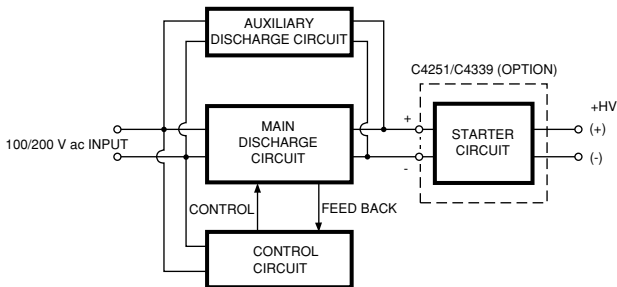 AUXILIARY
DISCHARGE CIRCUIT
C4251/C4339 (OPTION)
+HV
100/200 V ac INPUT
MAIN
DISCHARGE
CIRCUIT
+
-
STARTER
CIRCUIT
(+)
(-)
CONTROL
FEED BACK
CONTROL
CIRCUIT